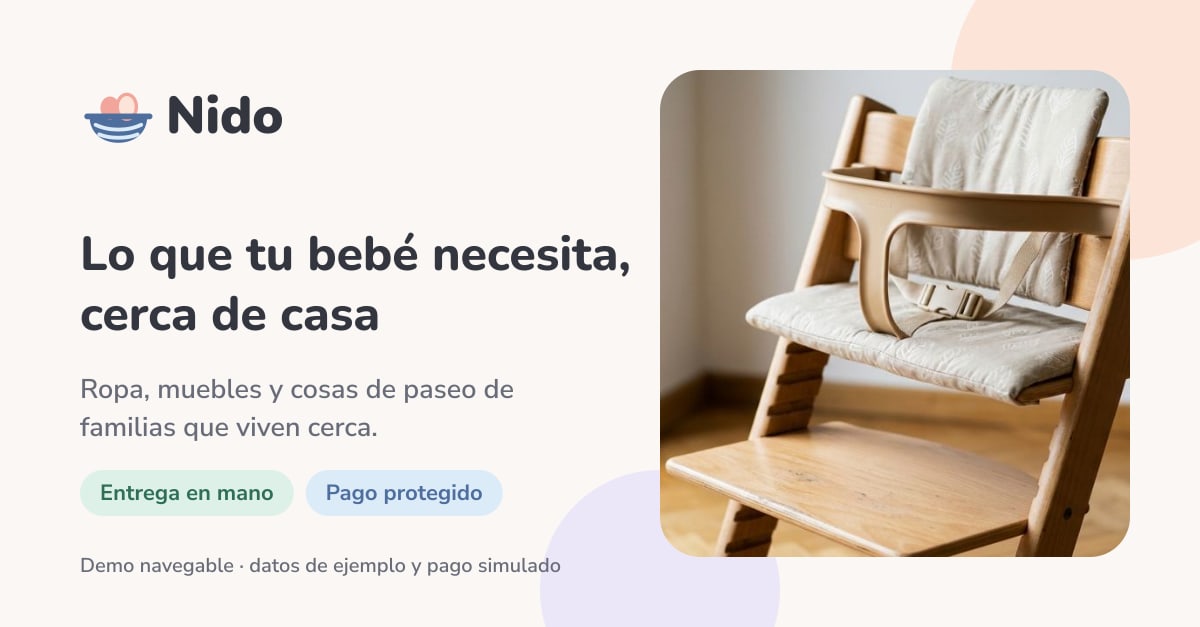 Nido
Lo que tu bebé necesita,
cerca de casa
Ropa, muebles y cosas de paseo de
familias que viven cerca.
Entrega en mano
Pago protegido
Demo navegable · datos de ejemplo y pago simulado